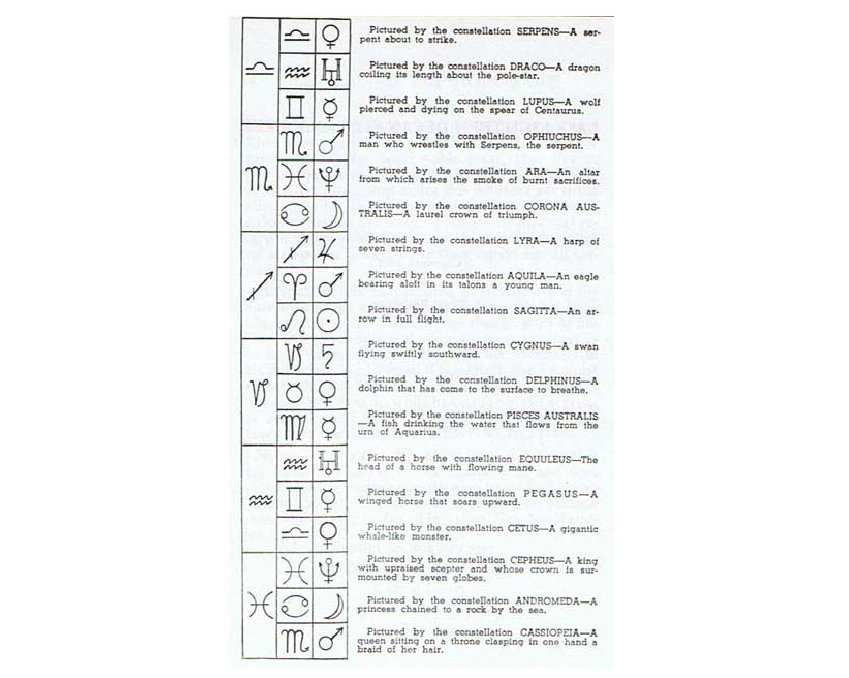 Pictured by the constellation SERPENS—A ser-
pent about to strike.
Pictured by the constellation DRACO—A dragon
coiling its length about the pole-star.
Pictured by the constellation LUPUS—A wolf
pierced and dying on the spear of Centaurus.
Pictured by the constellation OPHIUCHUS—A
man who wrestles with Serpens, the serpent.
Pictured by the constellation ARA—An altar
from which arises the smoke of burnt sacrifices.
Pictured by the constellation CORONA AUS-
TRALIS—A laurel crown of triumph.
Pictured by the constellation LYRA—A harp of
seven strings.
Pictured by the constellation AQUILA—An eagle
bearing aloft in its talons a young man.
Pictured by the constellation SAGITTA—An ar-
row in full flight.
Pictured by the constellation CYGNUS—A swan
flying swiftly southward.
Pictured by the constellation DELPHINUS—A
dolphin that has come to the surface to breathe.
Pictured by the constellation PISCES AUSTRALIS
—A fish drinking the water that flows from the
urn of Aquarius.
Pictured by the constellation EQUULEUS—The
head of a horse with flowing mane.
Pictured by the constellation PEGASUS—A
winged horse that soars upward.
Pictured by the constellation CETUS—A gigantic
whale-like monster.
Pictured by the constellation CEPHEUS—A king
with upraised scepter and whose crown is sur-
mounted by seven globes.
Pictured by the constellation ANDROMEDA—A
princess chained to a rock by the sea.
Pictured by the constellation CASSIOPEIA—A
queen sitting on a throne clasping in one hand a
braid of her hair.